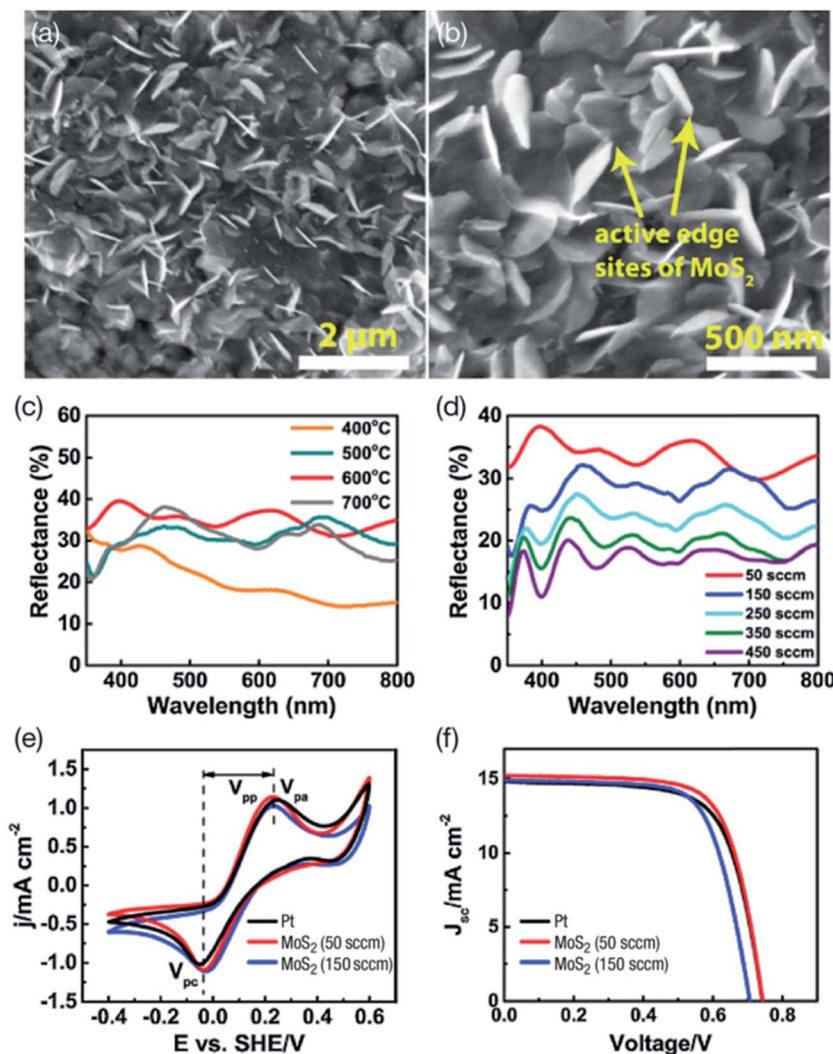 (a)
(b)
active edge
sites of MoS₂
2 µm
500 nm
(c)
(d)
60
50
40
30
20
10
0
Reflectance (%)
400°C
500°C
600°C
700°C
400 500 600 700 800
Wavelength (nm)
40
30
20
10
0
Reflectance (%)
50 sccm
150 sccm
250 sccm
350 sccm
450 sccm
400 500 600 700 800
Wavelength (nm)
(e)
(f)
1.5
1.0
0.5
0.0
-0.5
-1.0
-1.5
j/mA cm⁻²
Vpp
Vpa
Vpc
Pt
MoS₂ (50 sccm)
MoS₂ (150 sccm)
-0.4 -0.2 0.0 0.2 0.4 0.6
E vs. SHE/V
15
10
5
0
Jsc/mA cm⁻²
Pt
MoS₂ (50 sccm)
MoS₂ (150 sccm)
0.0 0.2 0.4 0.6 0.8
Voltage/V